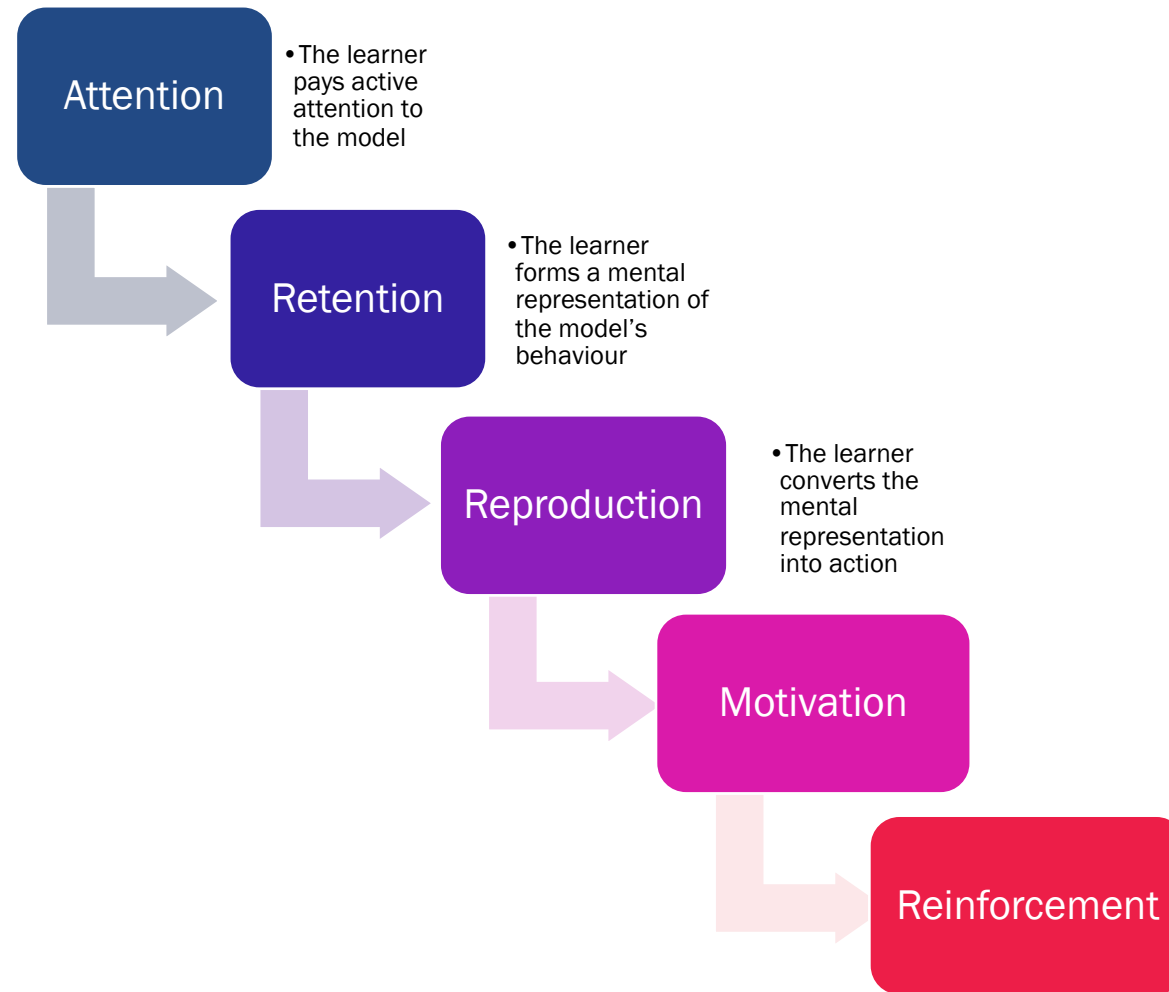 Attention
•The learner
pays active
attention to
the model
Retention
•The learner
forms a mental
representation of
the model’s
behaviour
Reproduction
•The learner
converts the
mental
representation
into action
Motivation
Reinforcement